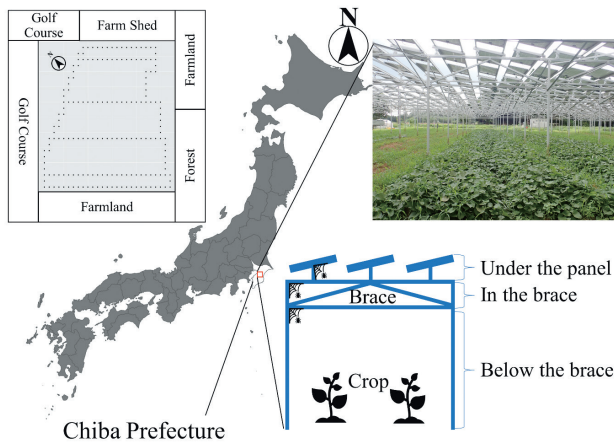 Golf
Course
Farm Shed
Farmland
Golf Course
Forest
Farmland
N
Under the panel
In the brace
Brace
Below the brace
Crop
Chiba Prefecture